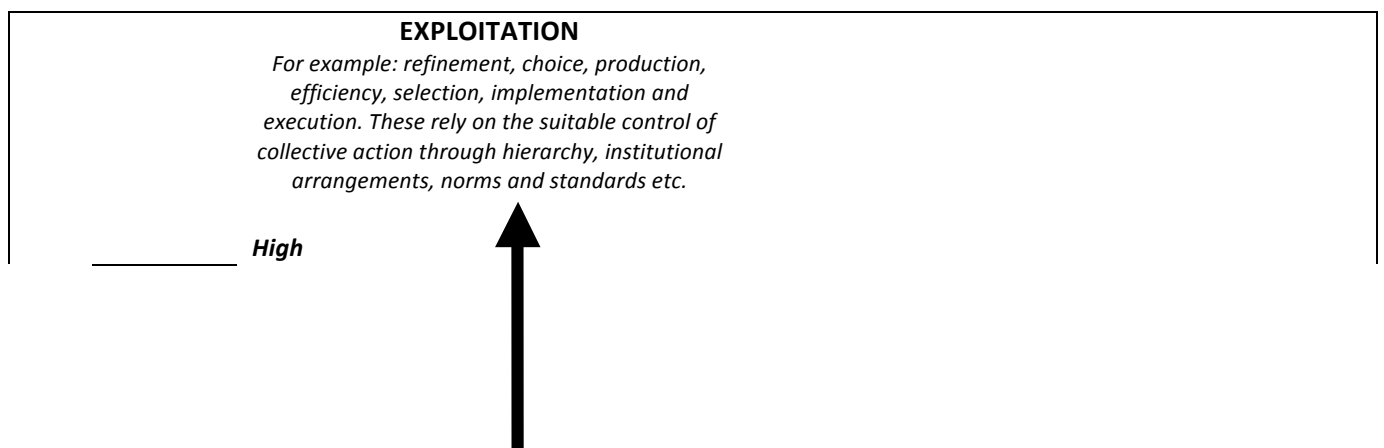 EXPLOITATION
For example: refinement, choice, production,
efficiency, selection, implementation and
execution. These rely on the suitable control of
collective action through hierarchy, institutional
arrangements, norms and standards etc.
High